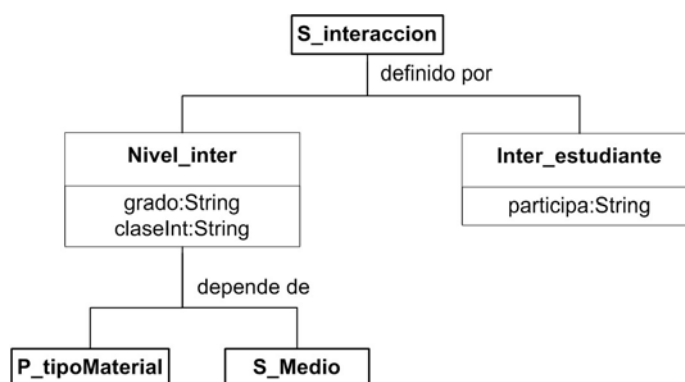 S_interaccion
definido por
Nivel_inter
grado:String
claseInt:String
Inter_estudiante
participa:String
depende de
P_tipoMaterial
S_Medio